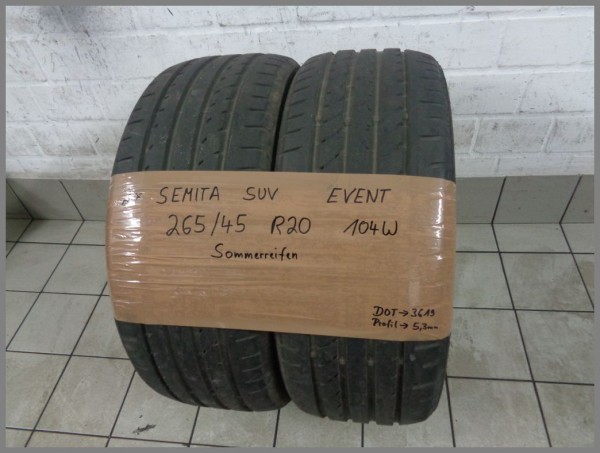 SEMITA SUV EVENT
265/45 R20 104W
Sommerreifen
DOT→3619
Profil→5,3mm